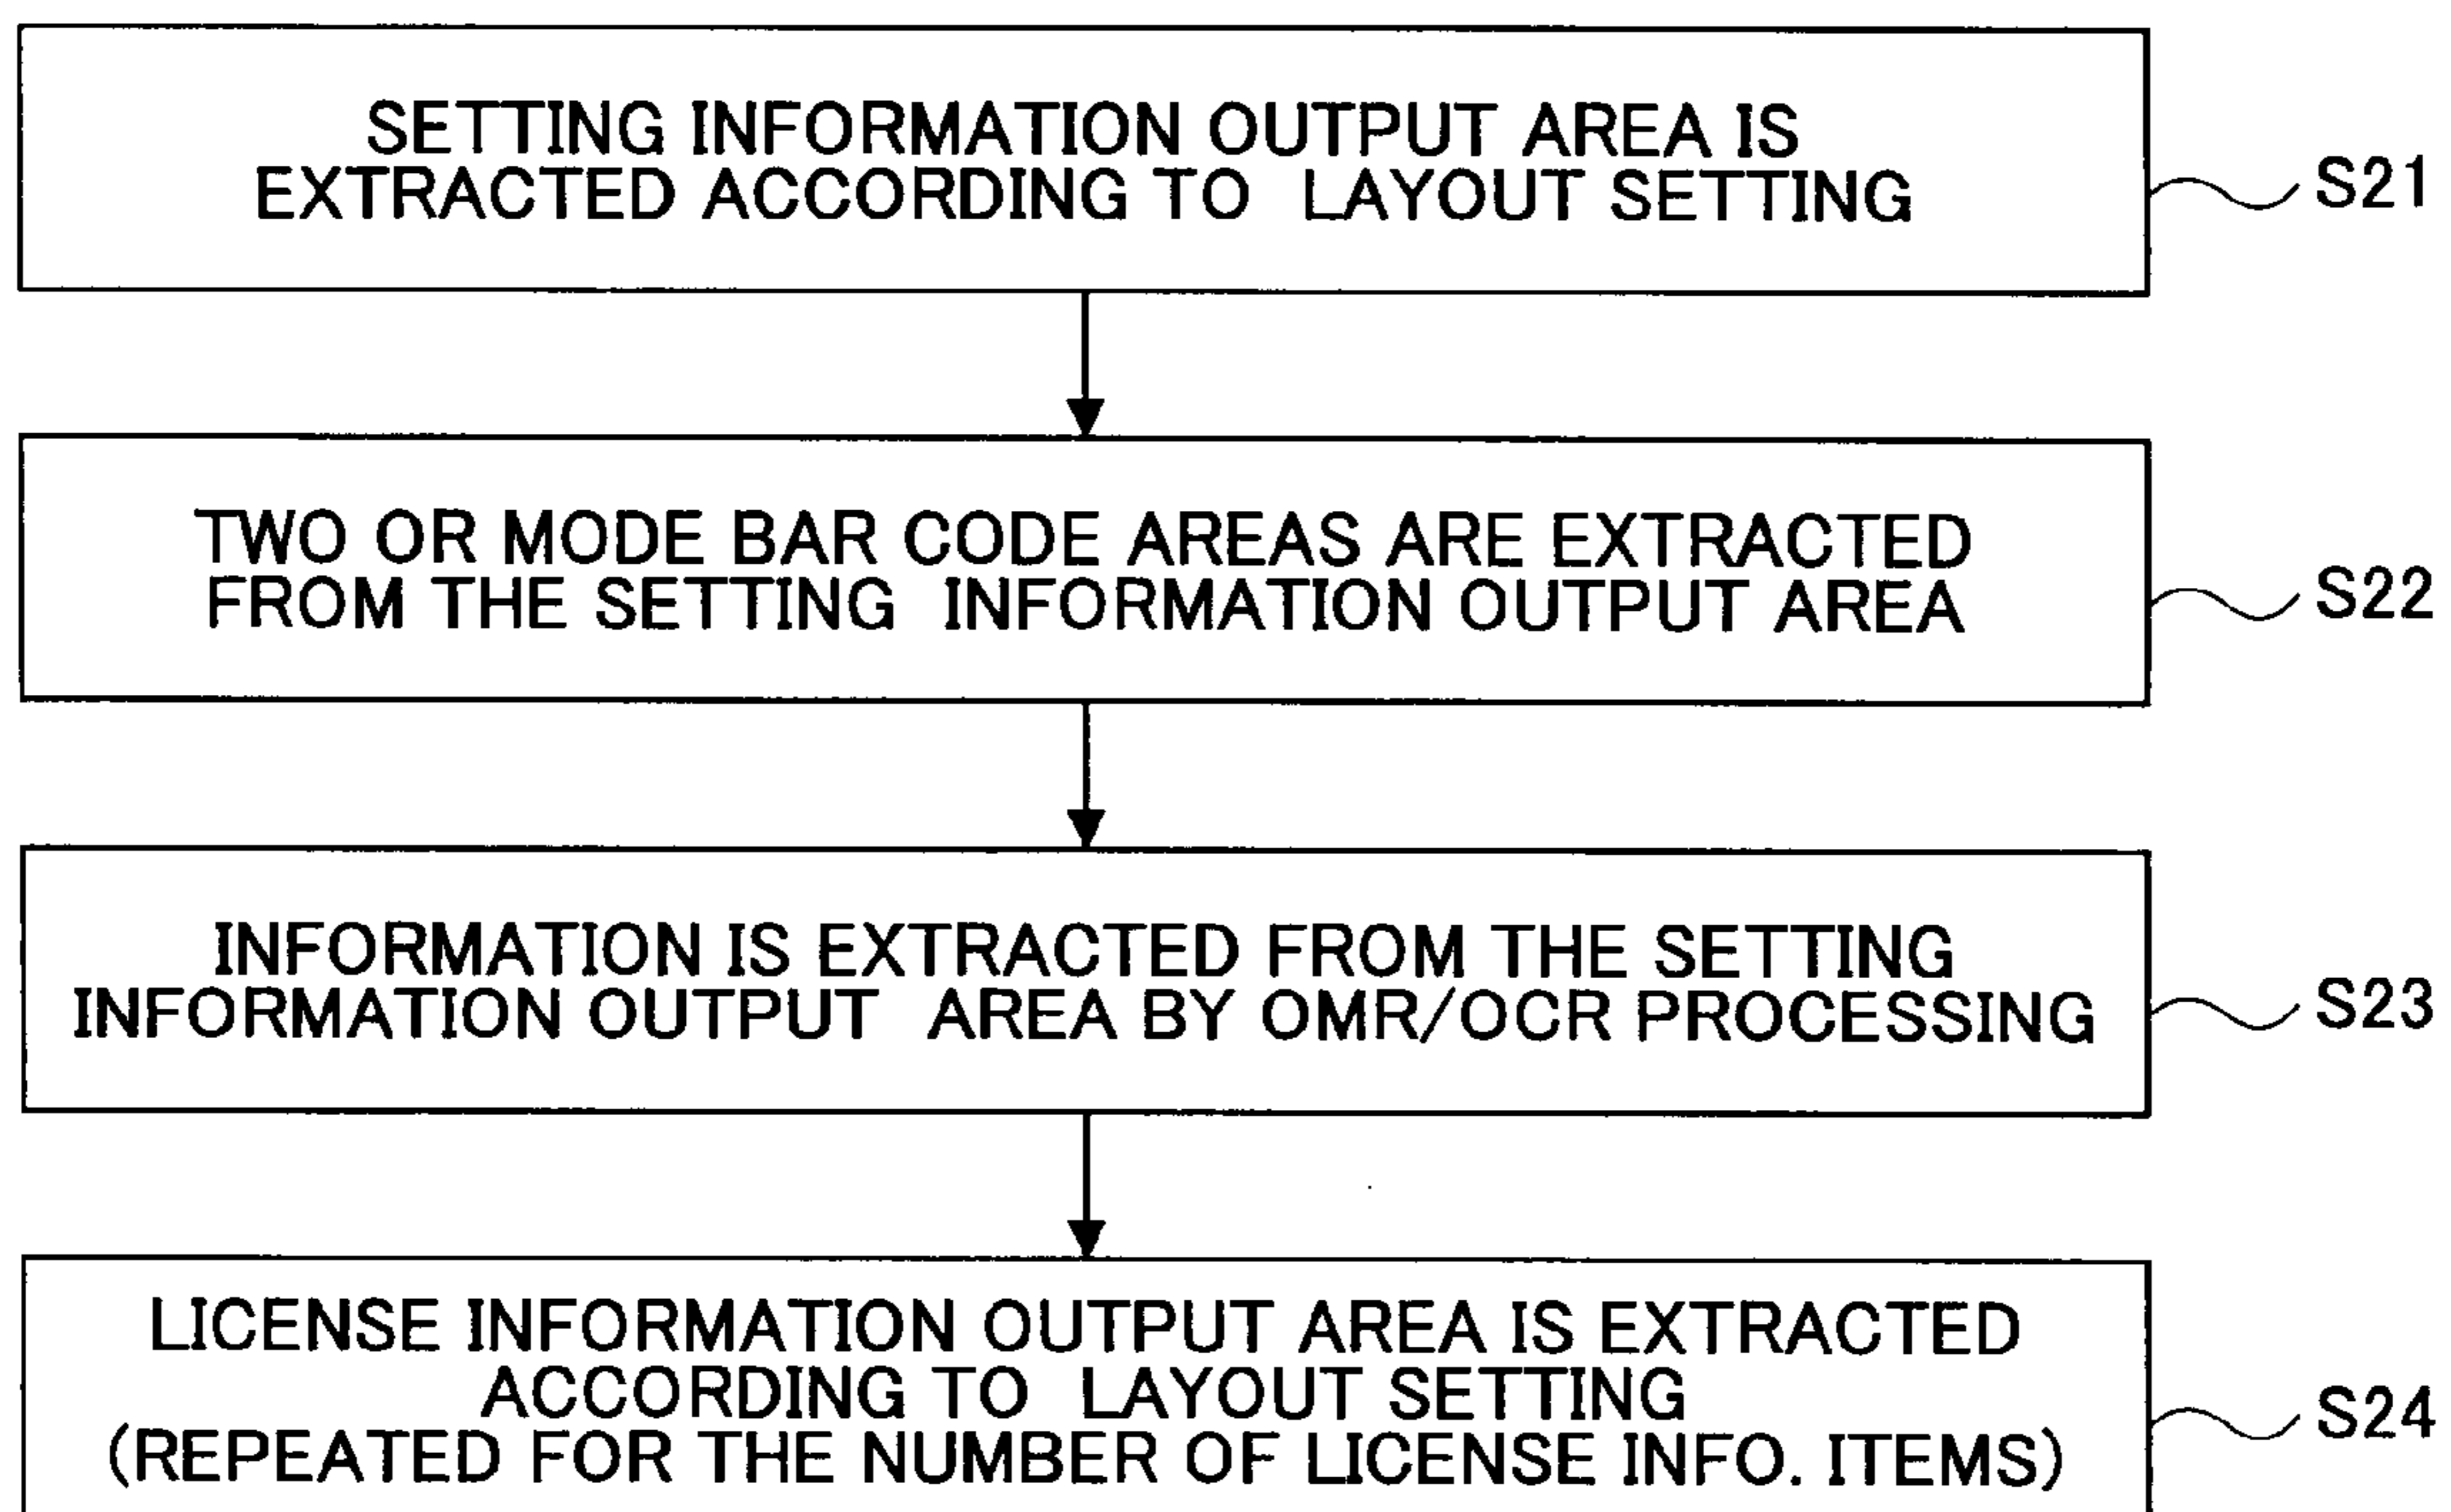 SETTING INFORMATION OUTPUT AREA IS
EXTRACTED ACCORDING TO LAYOUT SETTING
S21
TWO OR MODE BAR CODE AREAS ARE EXTRACTED
FROM THE SETTING INFORMATION OUTPUT AREA
S22
INFORMATION IS EXTRACTED FROM THE SETTING
INFORMATION OUTPUT AREA BY OMR/OCR PROCESSING
S23
LICENSE INFORMATION OUTPUT AREA IS EXTRACTED
ACCORDING TO LAYOUT SETTING
(REPEATED FOR THE NUMBER OF LICENSE INFO. ITEMS)
S24